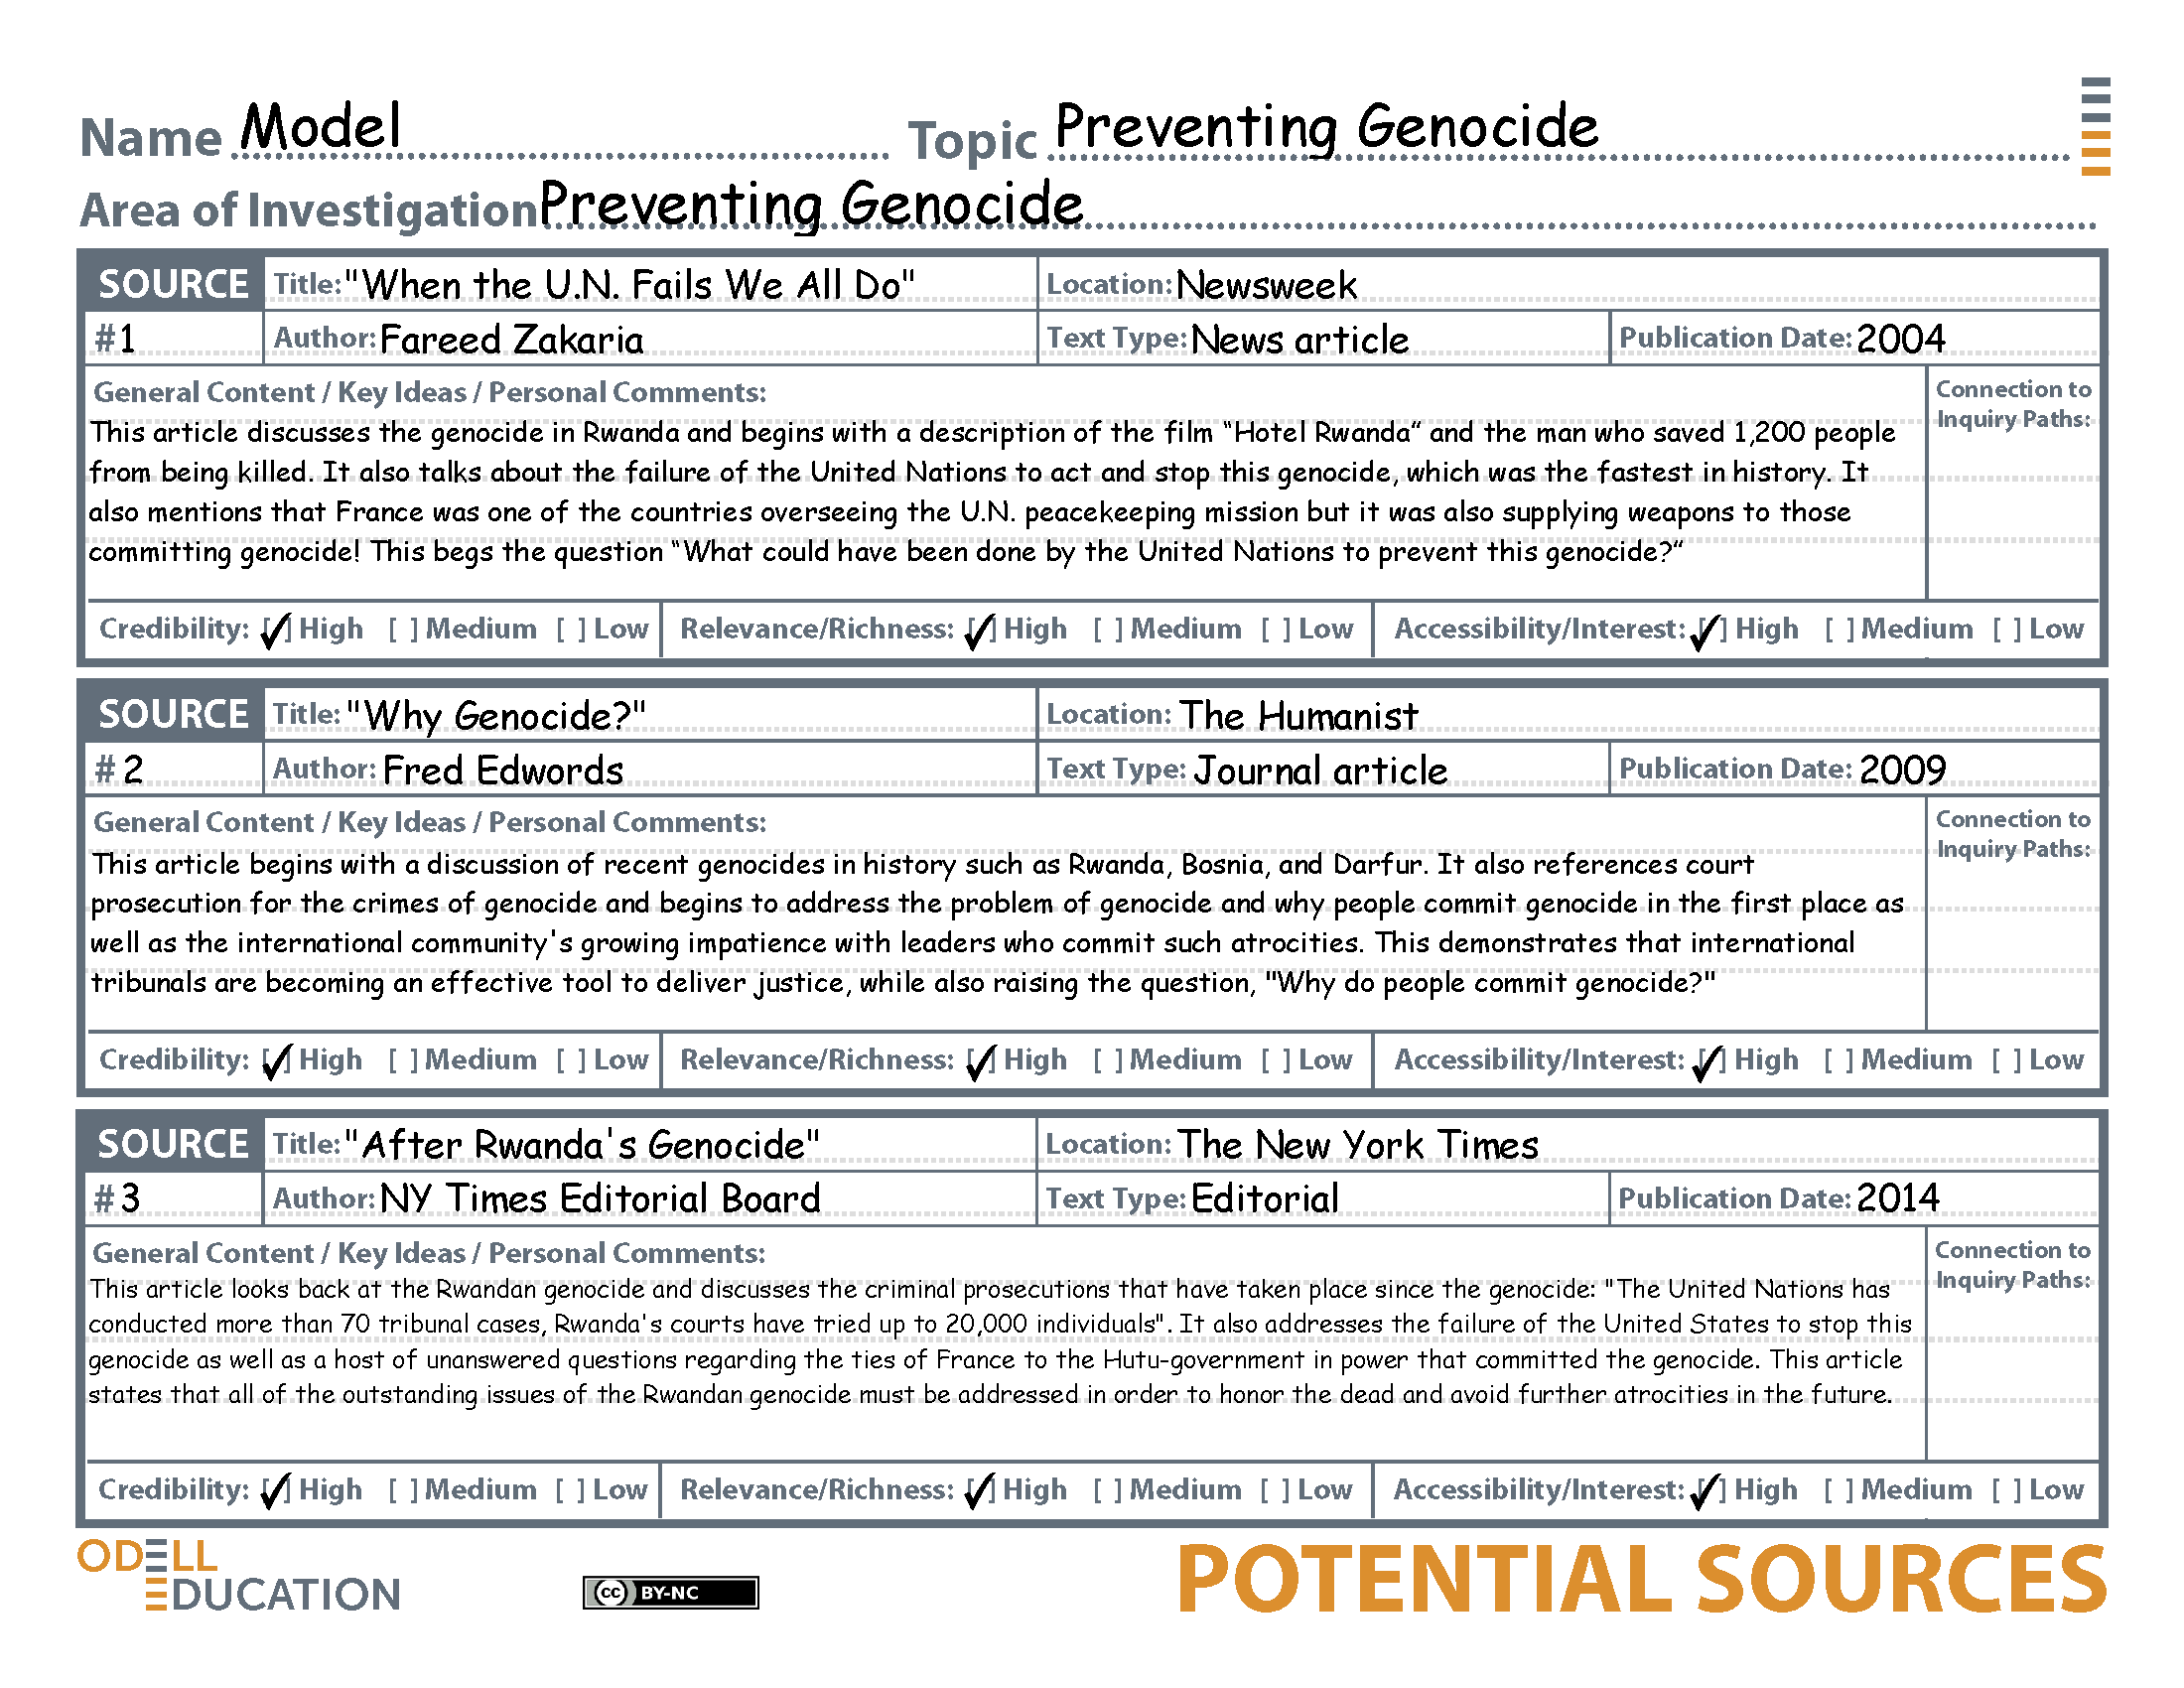 Name Model Topic Preventing Genocide
Area of Investigation Preventing Genocide
SOURCE Title: "When the U.N. Fails We All Do" Location: Newsweek
#1 Author: Fareed Zakaria Text Type: News article Publication Date: 2004
General Content / Key Ideas / Personal Comments: Connection to
Inquiry Paths:
This article discusses the genocide in Rwanda and begins with a description of the film “Hotel Rwanda” and the man who saved 1,200 people
from being killed. It also talks about the failure of the United Nations to act and stop this genocide, which was the fastest in history. It
also mentions that France was one of the countries overseeing the U.N. peacekeeping mission but it was also supplying weapons to those
committing genocide! This begs the question “What could have been done by the United Nations to prevent this genocide?”
Credibility: [✓] High [ ] Medium [ ] Low Relevance/Richness: [✓] High [ ] Medium [ ] Low Accessibility/Interest: [✓] High [ ] Medium [ ] Low
SOURCE Title: "Why Genocide?" Location: The Humanist
# 2 Author: Fred Edwords Text Type: Journal article Publication Date: 2009
General Content / Key Ideas / Personal Comments: Connection to
Inquiry Paths:
This article begins with a discussion of recent genocides in history such as Rwanda, Bosnia, and Darfur. It also references court
prosecution for the crimes of genocide and begins to address the problem of genocide and why people commit genocide in the first place as
well as the international community's growing impatience with leaders who commit such atrocities. This demonstrates that international
tribunals are becoming an effective tool to deliver justice, while also raising the question, "Why do people commit genocide?"
Credibility: [✓] High [ ] Medium [ ] Low Relevance/Richness: [✓] High [ ] Medium [ ] Low Accessibility/Interest: [✓] High [ ] Medium [ ] Low
SOURCE Title: "After Rwanda's Genocide" Location: The New York Times
# 3 Author: NY Times Editorial Board Text Type: Editorial Publication Date: 2014
General Content / Key Ideas / Personal Comments: Connection to
Inquiry Paths:
This article looks back at the Rwandan genocide and discusses the criminal prosecutions that have taken place since the genocide: "The United Nations has
conducted more than 70 tribunal cases, Rwanda's courts have tried up to 20,000 individuals". It also addresses the failure of the United States to stop this
genocide as well as a host of unanswered questions regarding the ties of France to the Hutu-government in power that committed the genocide. This article
states that all of the outstanding issues of the Rwandan genocide must be addressed in order to honor the dead and avoid further atrocities in the future.
Credibility: [✓] High [ ] Medium [ ] Low Relevance/Richness: [✓] High [ ] Medium [ ] Low Accessibility/Interest: [✓] High [ ] Medium [ ] Low
ODELL
EDUCATION
cc BY-NC
POTENTIAL SOURCES